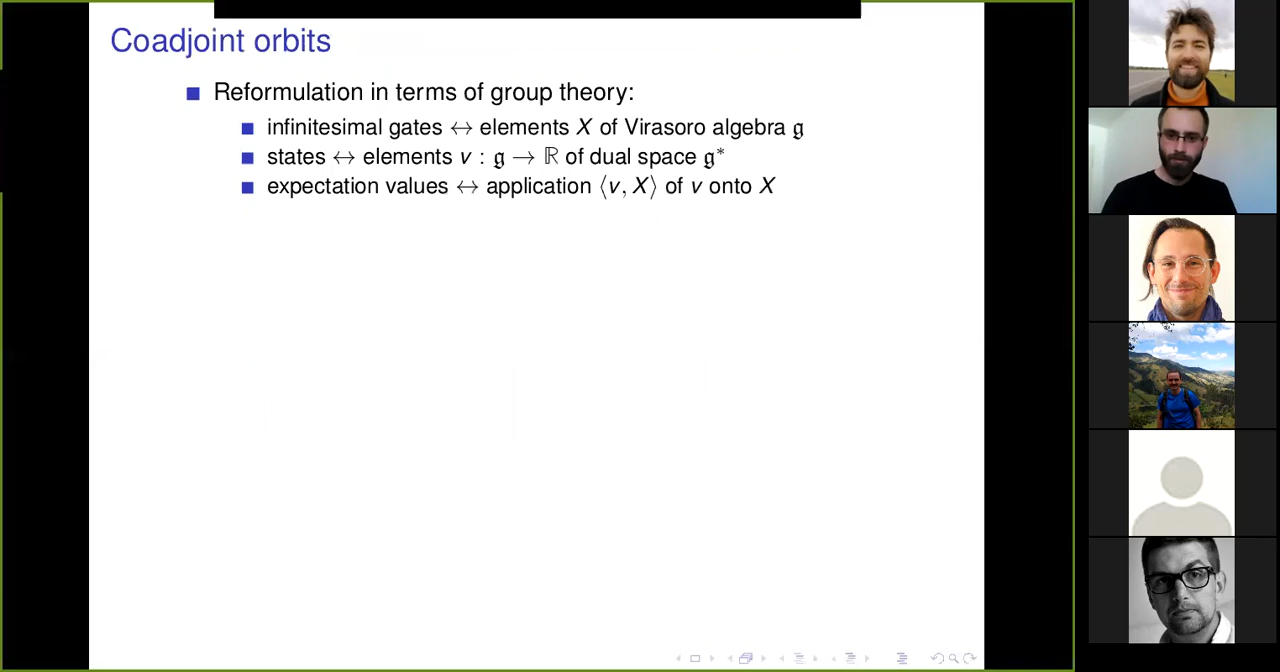 Coadjoint orbits
Reformulation in terms of group theory:
infinitesimal gates ↔ elements X of Virasoro algebra 𝔤
states ↔ elements v : 𝔤 → ℝ of dual space 𝔤*
expectation values ↔ application ⟨v, X⟩ of v onto X